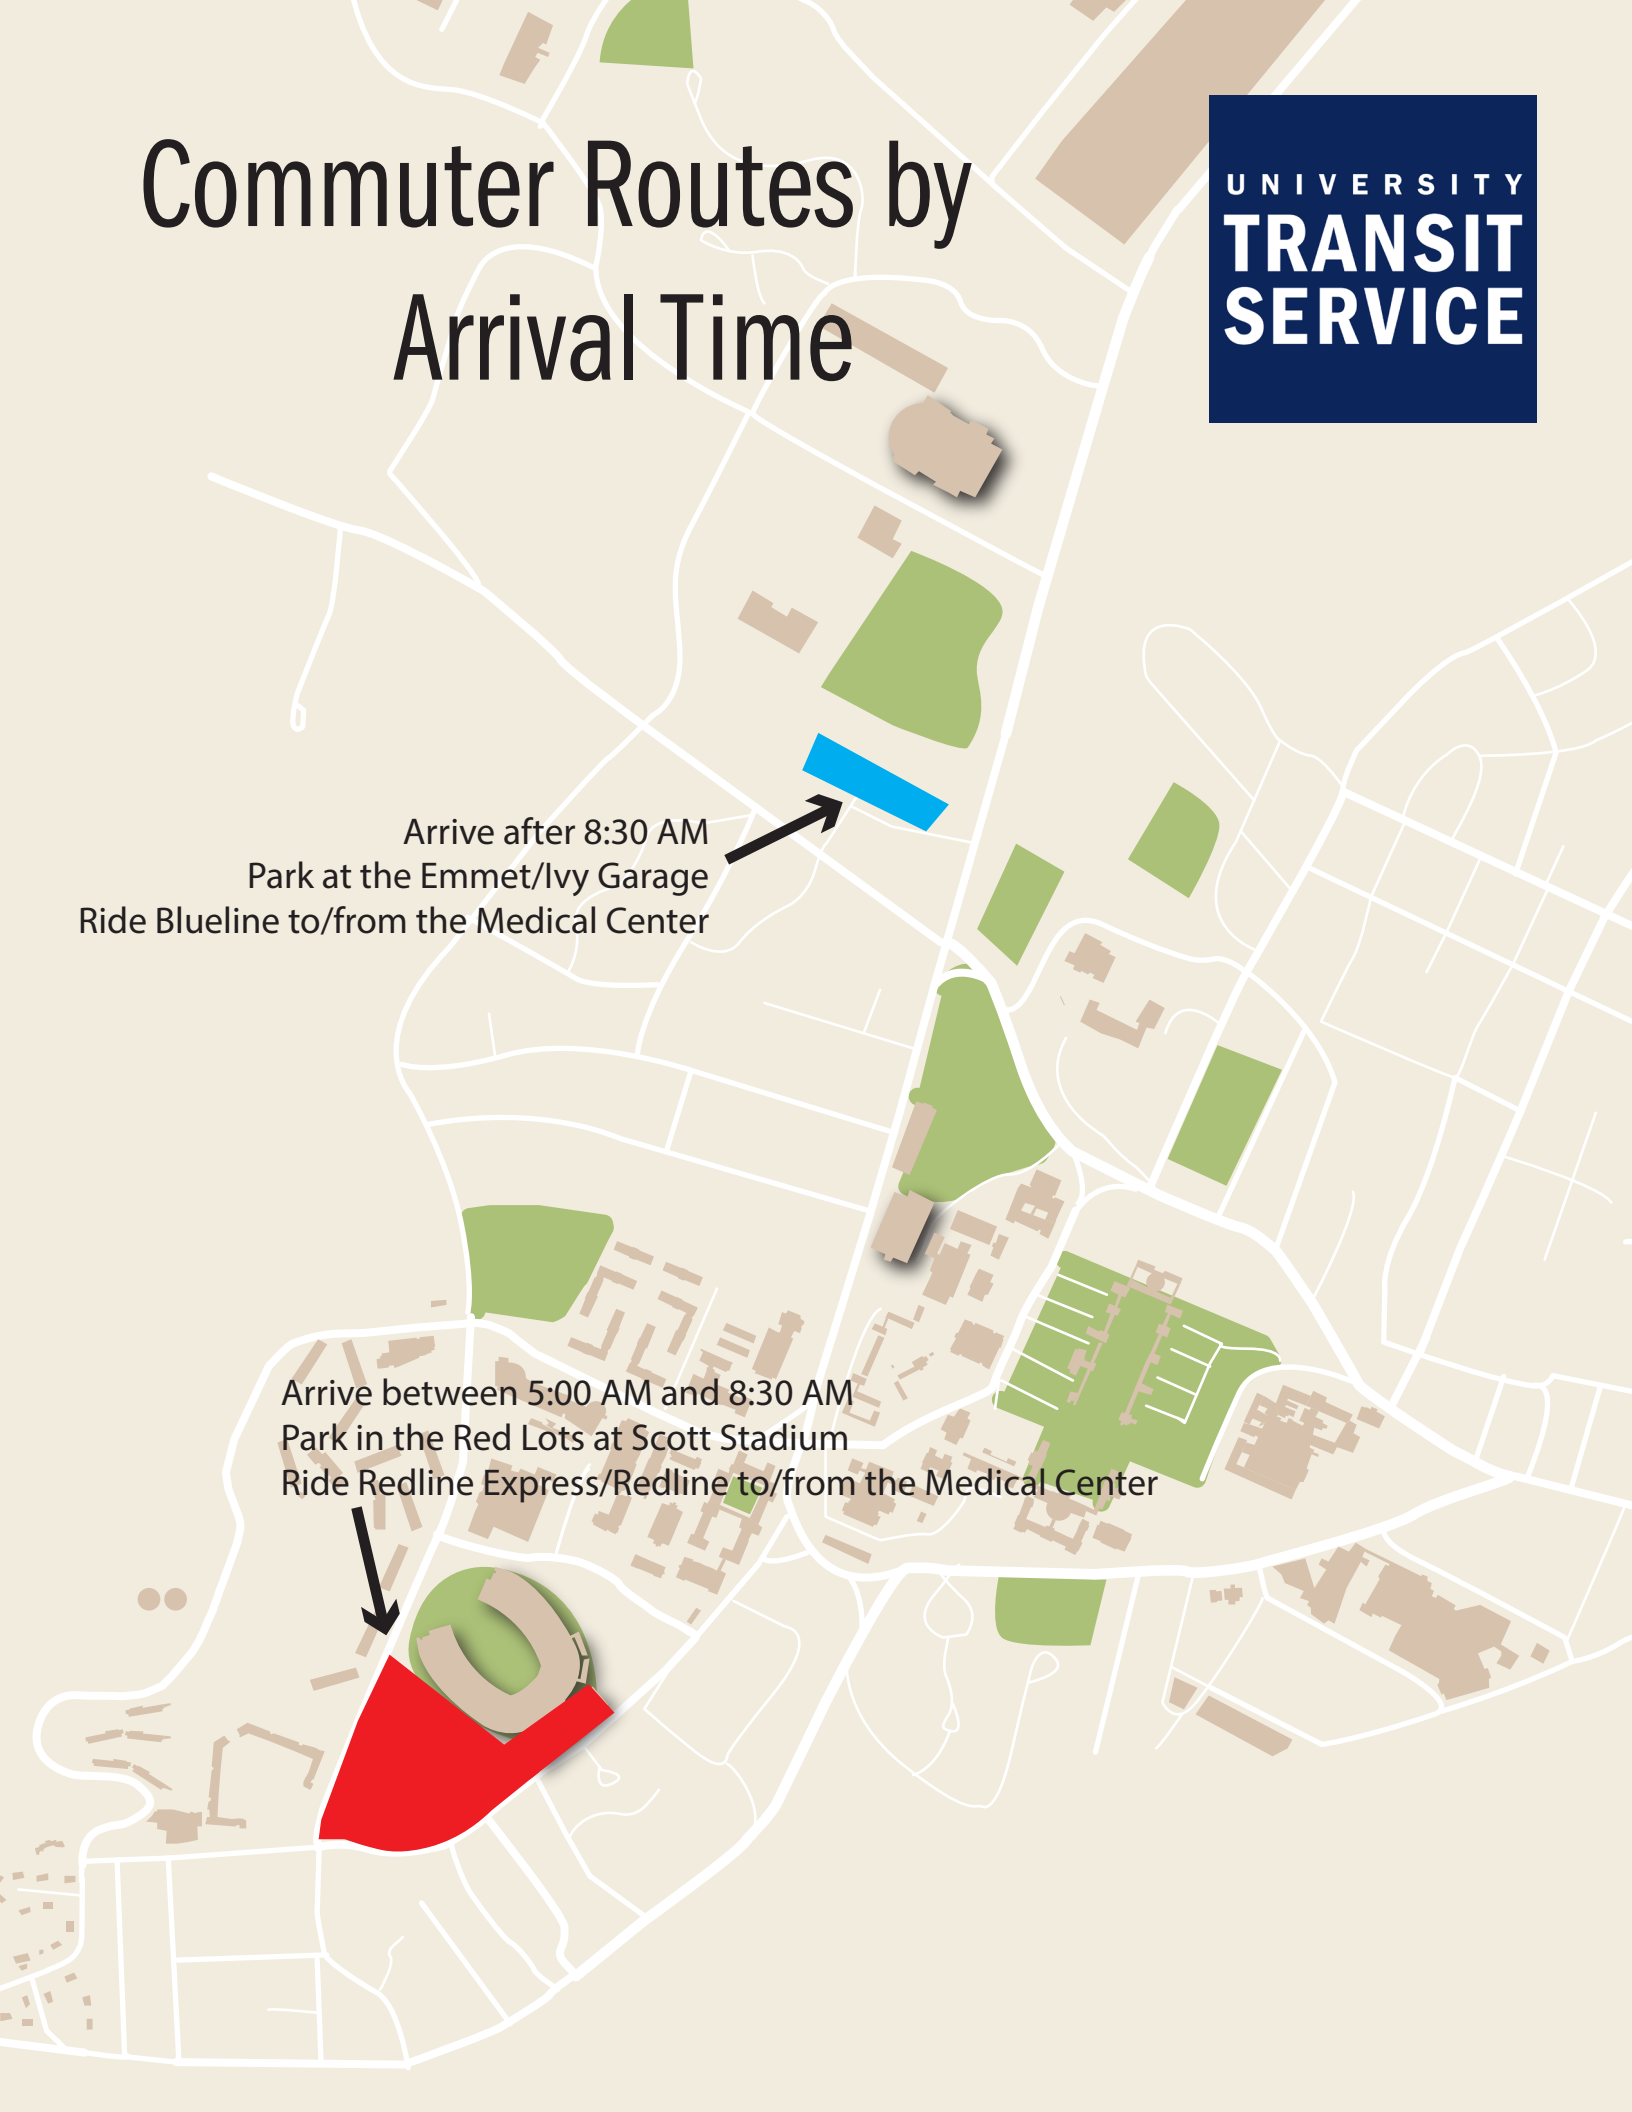 Commuter Routes by
Arrival Time
UNIVERSITY
TRANSIT
SERVICE
Arrive after 8:30 AM
Park at the Emmet/Ivy Garage
Ride Blueline to/from the Medical Center
Arrive between 5:00 AM and 8:30 AM
Park in the Red Lots at Scott Stadium
Ride Redline Express/Redline to/from the Medical Center